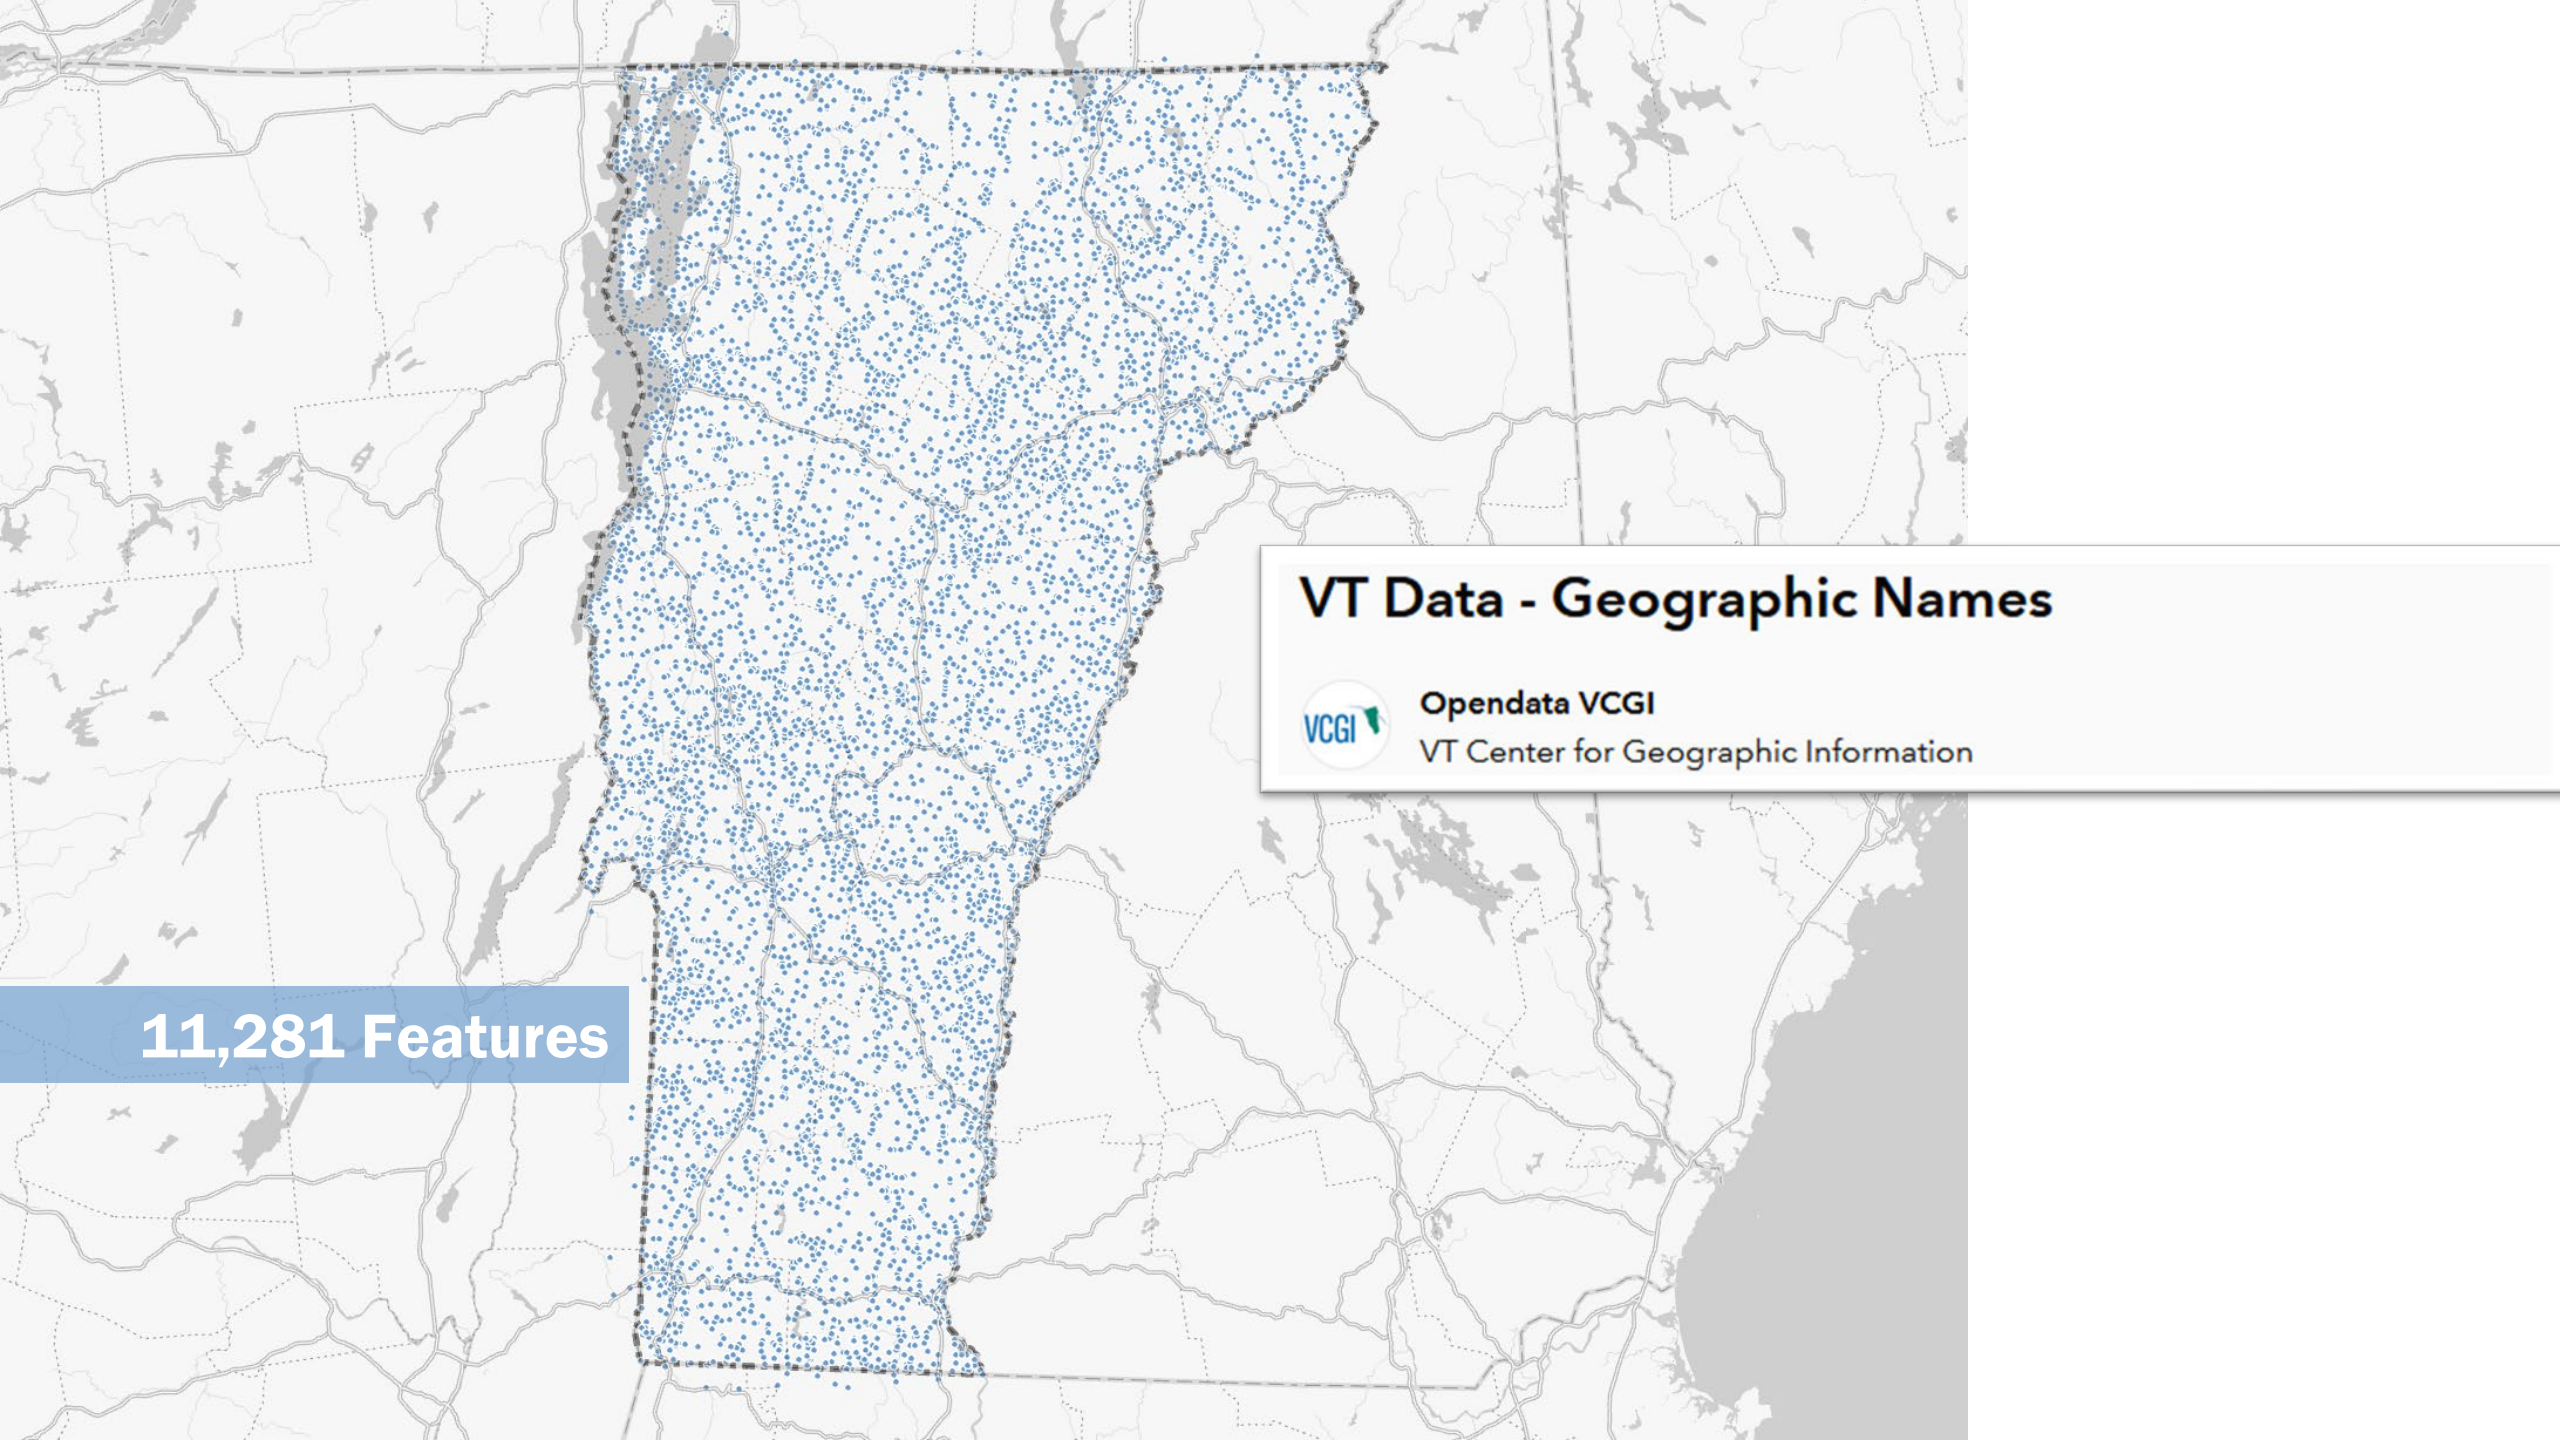 VT Data - Geographic Names
Opendata VCGI
VCGI
VT Center for Geographic Information
11,281 Features